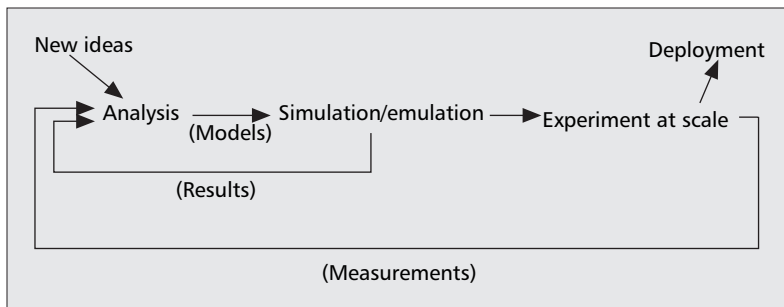 New ideas
Deployment
Analysis
(Models)
Simulation/emulation
Experiment at scale
(Results)
(Measurements)